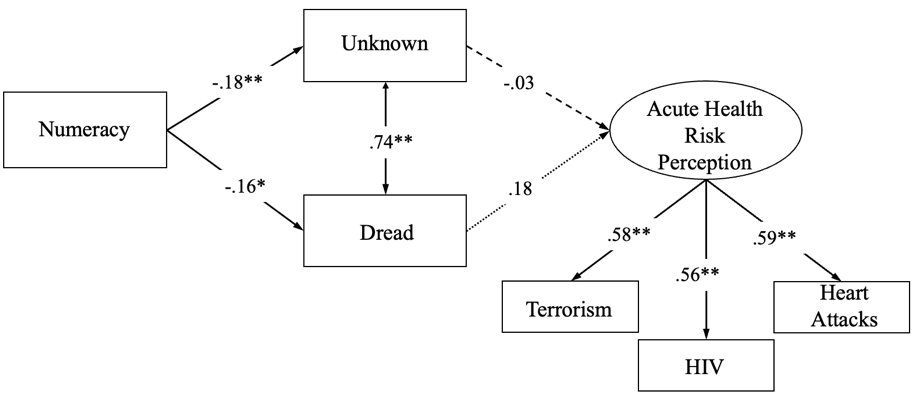 Unknown
-.18**
-.03
Numeracy
Acute Health
Risk
Perception
.74**
-.16*
.18
Dread
.58**
.59**
.56**
Terrorism
Heart
Attacks
HIV